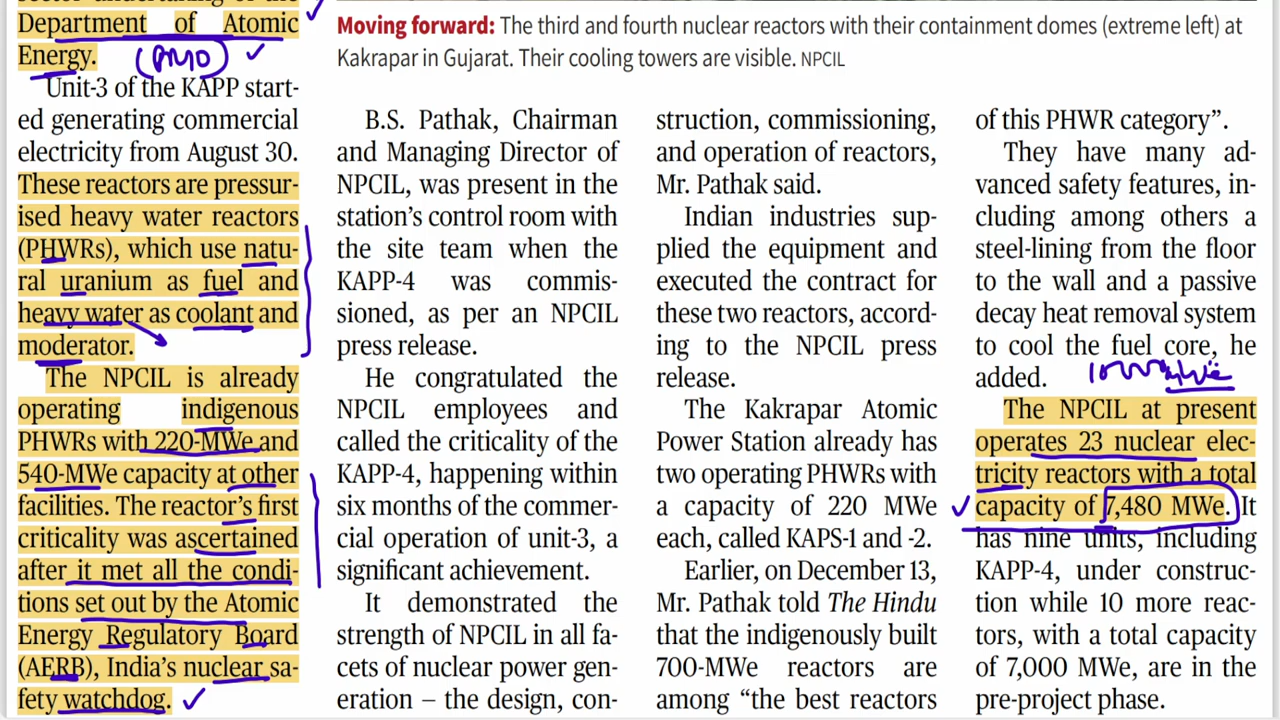 Department of Atomic
Energy. (PMO)
Unit-3 of the KAPP start-
ed generating commercial
electricity from August 30.
These reactors are pressur-
ised heavy water reactors
(PHWRs), which use natu-
ral uranium as fuel and
heavy water as coolant and
moderator.
The NPCIL is already
operating indigenous
PHWRs with 220-MWe and
540-MWe capacity at other
facilities. The reactor’s first
criticality was ascertained
after it met all the condi-
tions set out by the Atomic
Energy Regulatory Board
(AERB), India’s nuclear sa-
fety watchdog.
Moving forward: The third and fourth nuclear reactors with their containment domes (extreme left) at
Kakrapar in Gujarat. Their cooling towers are visible. NPCIL
B.S. Pathak, Chairman
and Managing Director of
NPCIL, was present in the
station’s control room with
the site team when the
KAPP-4 was commis-
sioned, as per an NPCIL
press release.
He congratulated the
NPCIL employees and
called the criticality of the
KAPP-4, happening within
six months of the commer-
cial operation of unit-3, a
significant achievement.
It demonstrated the
strength of NPCIL in all fa-
cets of nuclear power gen-
eration – the design, con-
struction, commissioning,
and operation of reactors,
Mr. Pathak said.
Indian industries sup-
plied the equipment and
executed the contract for
these two reactors, accord-
ing to the NPCIL press
release.
The Kakrapar Atomic
Power Station already has
two operating PHWRs with
a capacity of 220 MWe
each, called KAPS-1 and -2.
Earlier, on December 13,
Mr. Pathak told The Hindu
that the indigenously built
700-MWe reactors are
among “the best reactors
of this PHWR category”.
They have many ad-
vanced safety features, in-
cluding among others a
steel-lining from the floor
to the wall and a passive
decay heat removal system
to cool the fuel core, he
added.
The NPCIL at present
operates 23 nuclear elec-
tricity reactors with a total
capacity of 7,480 MWe. It
has nine units, including
KAPP-4, under construc-
tion while 10 more reac-
tors, with a total capacity
of 7,000 MWe, are in the
pre-project phase.